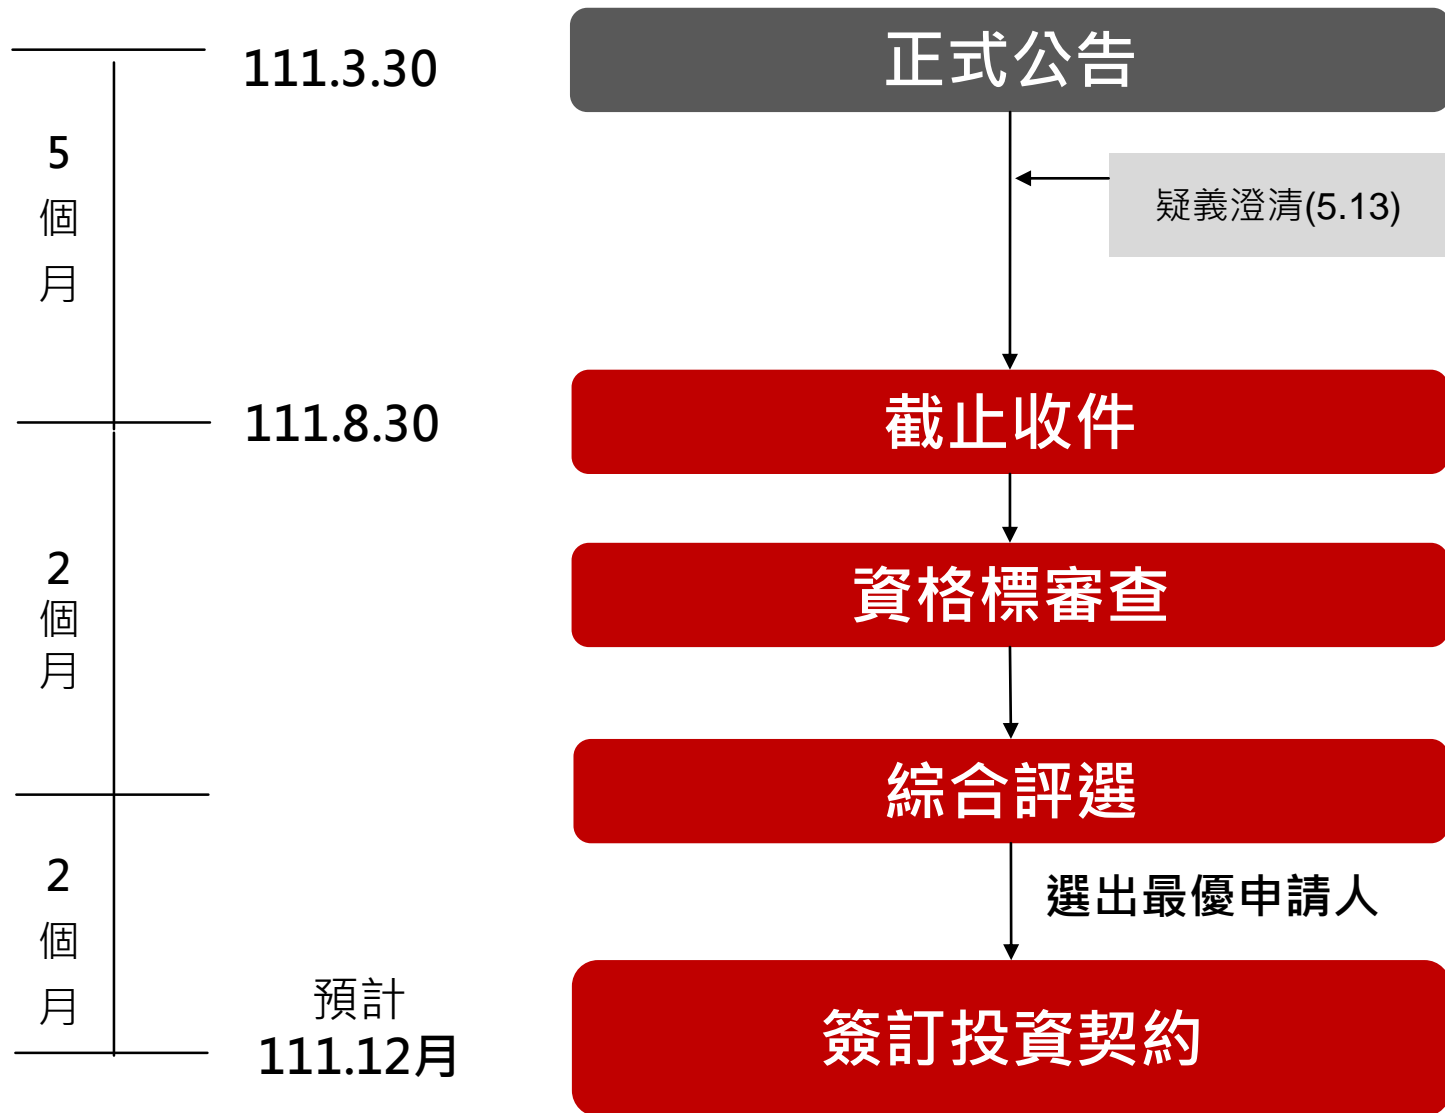 111.3.30
正式公告
5
個
月
疑義澄清(5.13)
111.8.30
截止收件
2
個
月
資格標審查
綜合評選
2
個
月
選出最優申請人
預計
111.12月
簽訂投資契約